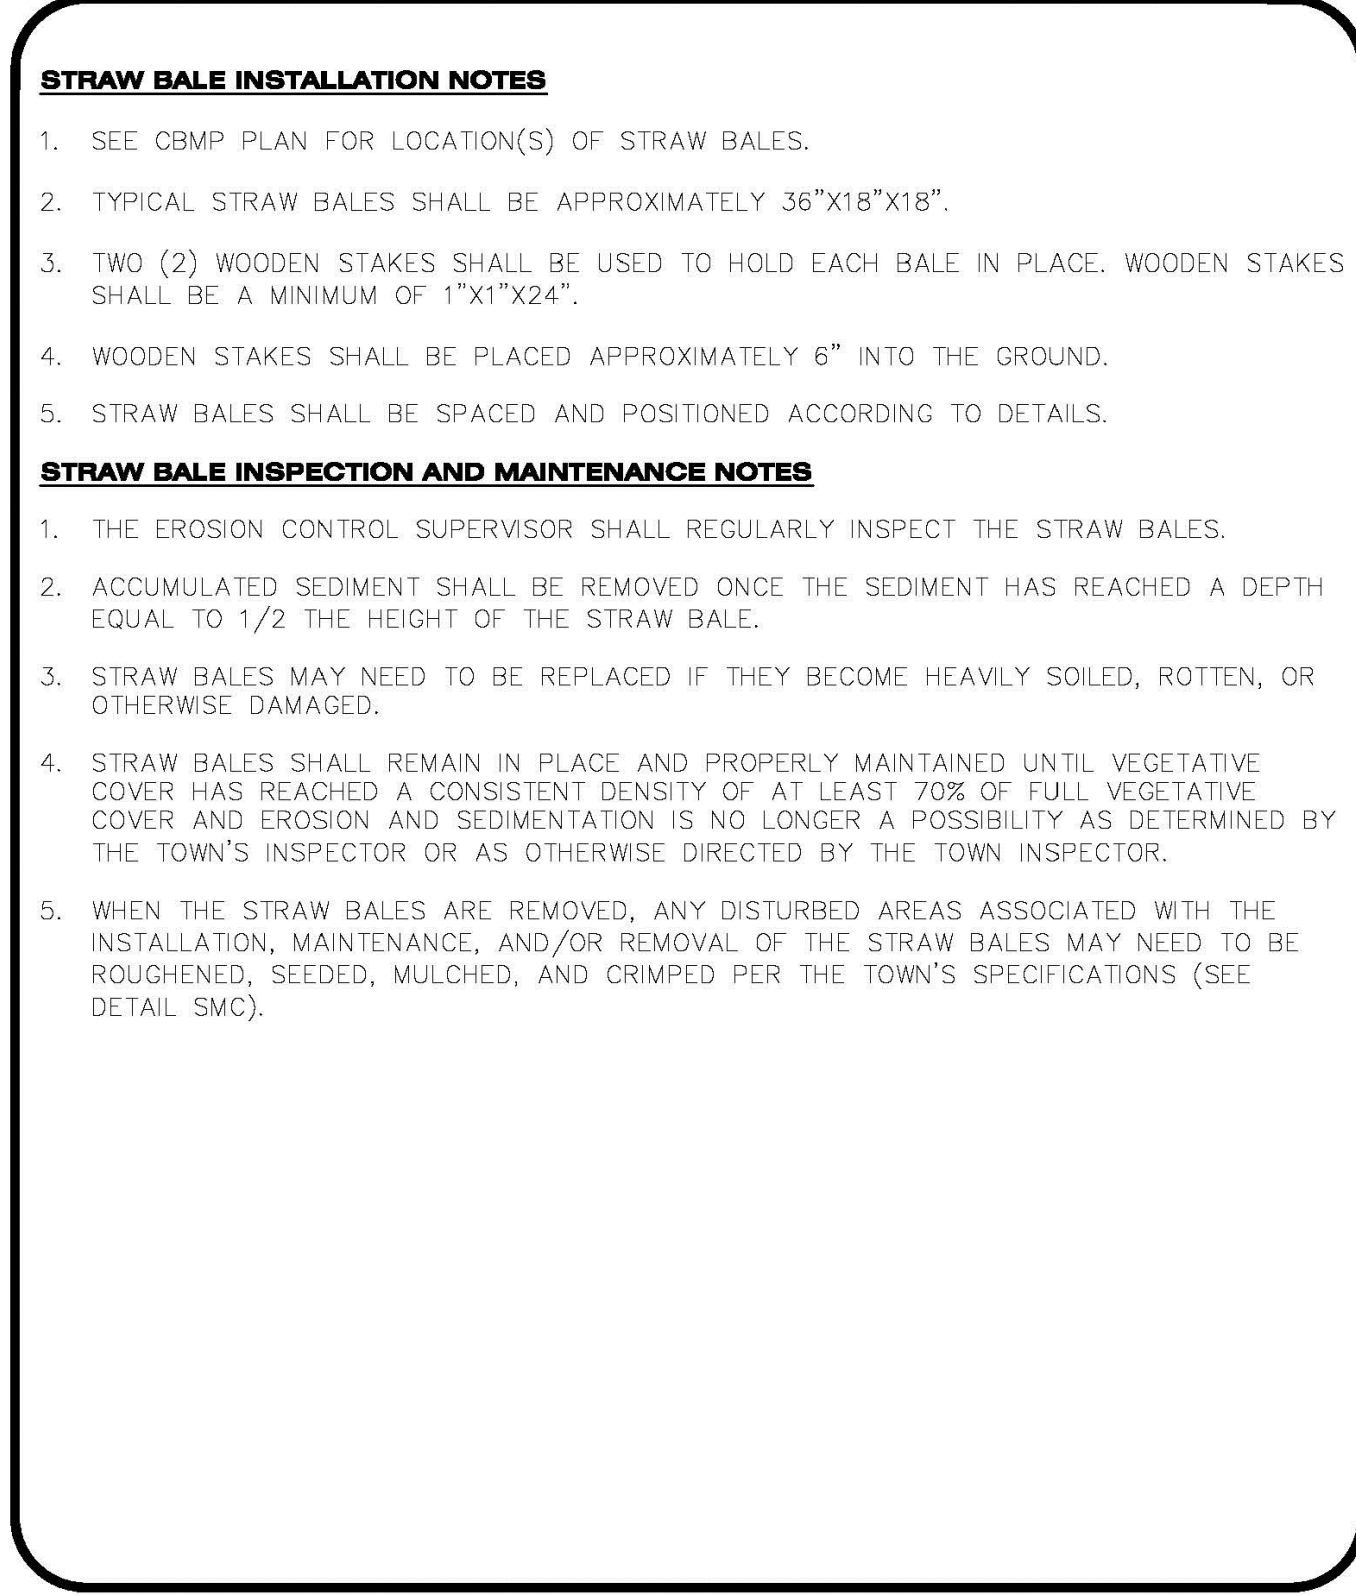 STRAW BALE INSTALLATION NOTES
1. SEE CBMP PLAN FOR LOCATION(S) OF STRAW BALES.
2. TYPICAL STRAW BALES SHALL BE APPROXIMATELY 36"X18"X18".
3. TWO (2) WOODEN STAKES SHALL BE USED TO HOLD EACH BALE IN PLACE. WOODEN STAKES
SHALL BE A MINIMUM OF 1"X1"X24".
4. WOODEN STAKES SHALL BE PLACED APPROXIMATELY 6" INTO THE GROUND.
5. STRAW BALES SHALL BE SPACED AND POSITIONED ACCORDING TO DETAILS.
STRAW BALE INSPECTION AND MAINTENANCE NOTES
1. THE EROSION CONTROL SUPERVISOR SHALL REGULARLY INSPECT THE STRAW BALES.
2. ACCUMULATED SEDIMENT SHALL BE REMOVED ONCE THE SEDIMENT HAS REACHED A DEPTH
EQUAL TO 1/2 THE HEIGHT OF THE STRAW BALE.
3. STRAW BALES MAY NEED TO BE REPLACED IF THEY BECOME HEAVILY SOILED, ROTTEN, OR
OTHERWISE DAMAGED.
4. STRAW BALES SHALL REMAIN IN PLACE AND PROPERLY MAINTAINED UNTIL VEGETATIVE
COVER HAS REACHED A CONSISTENT DENSITY OF AT LEAST 70% OF FULL VEGETATIVE
COVER AND EROSION AND SEDIMENTATION IS NO LONGER A POSSIBILITY AS DETERMINED BY
THE TOWN'S INSPECTOR OR AS OTHERWISE DIRECTED BY THE TOWN INSPECTOR.
5. WHEN THE STRAW BALES ARE REMOVED, ANY DISTURBED AREAS ASSOCIATED WITH THE
INSTALLATION, MAINTENANCE, AND/OR REMOVAL OF THE STRAW BALES MAY NEED TO BE
ROUGHENED, SEEDED, MULCHED, AND CRIMPED PER THE TOWN'S SPECIFICATIONS (SEE
DETAIL SMC).